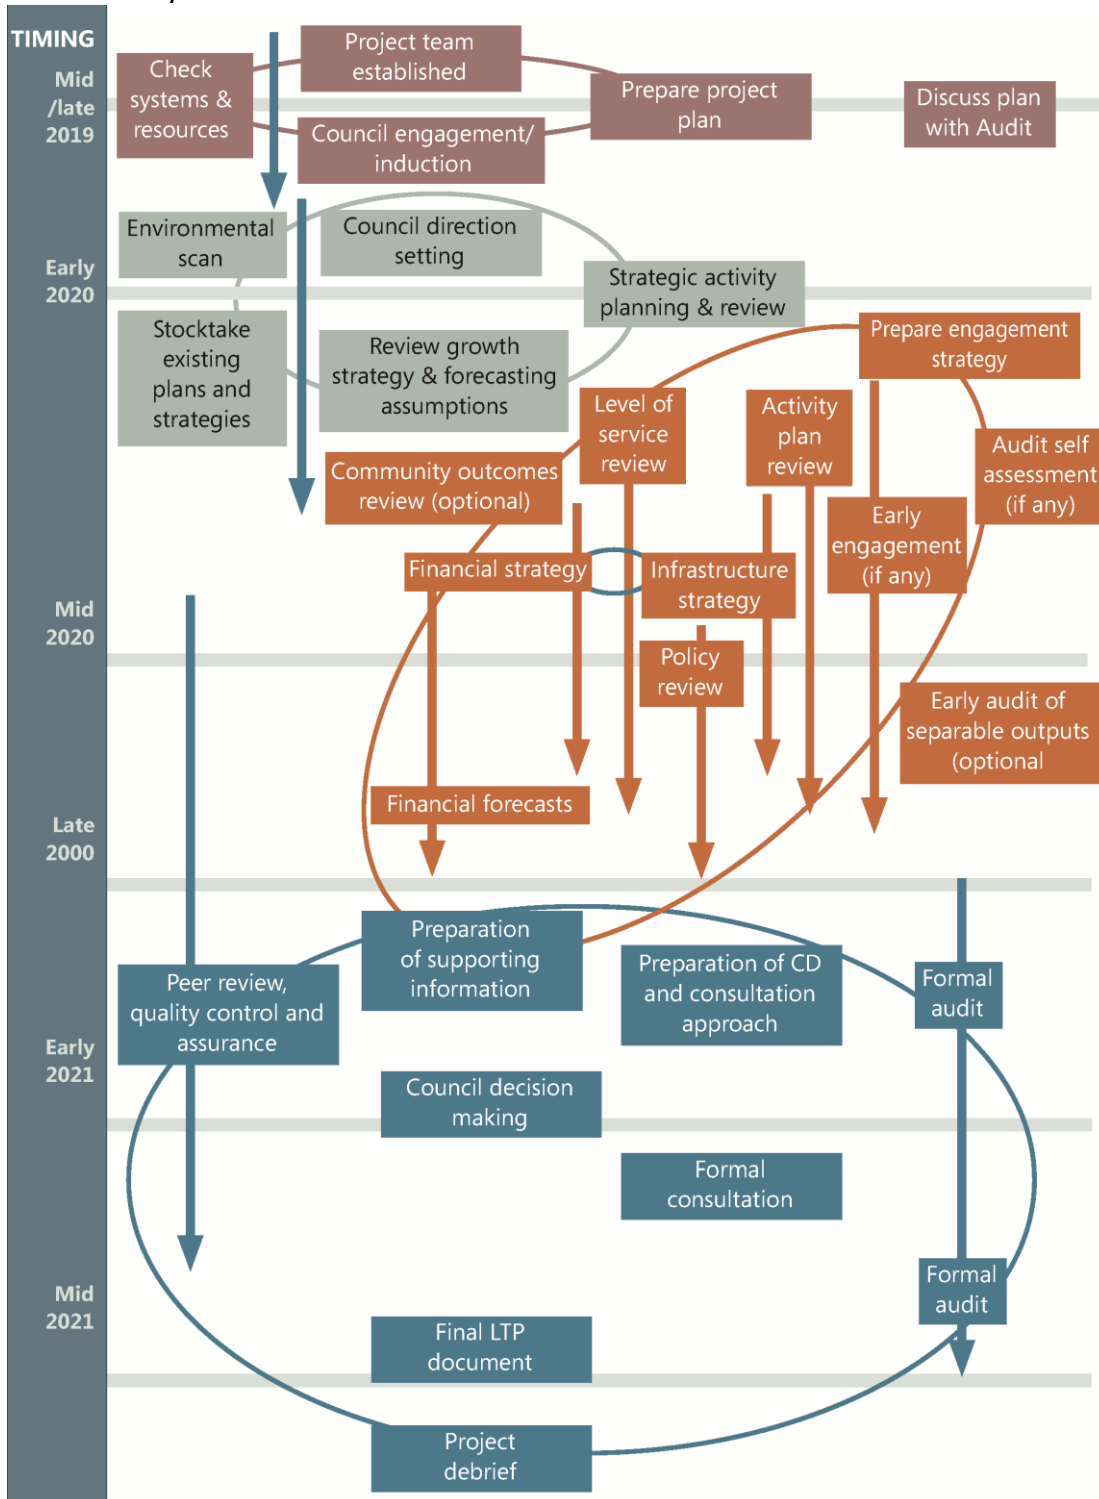 TIMING
Mid
/late
2019
Check
systems &
resources
Project team
established
Council engagement/
induction
Prepare project
plan
Discuss plan
with Audit
Early
2020
Environmental
scan
Council direction
setting
Strategic activity
planning & review
Stocktake
existing
plans and
strategies
Review growth
strategy & forecasting
assumptions
Prepare engagement
strategy
Level of
service
review
Activity
plan
review
Audit self
assessment
(if any)
Community outcomes
review (optional)
Early
engagement
(if any)
Financial strategy
Infrastructure
strategy
Mid
2020
Policy
review
Early audit of
separable outputs
(optional
Financial forecasts
Late
2000
Preparation
of supporting
information
Preparation of CD
and consultation
approach
Formal
audit
Peer review,
quality control and
assurance
Early
2021
Council decision
making
Formal
consultation
Mid
2021
Formal
audit
Final LTP
document
Project
debrief